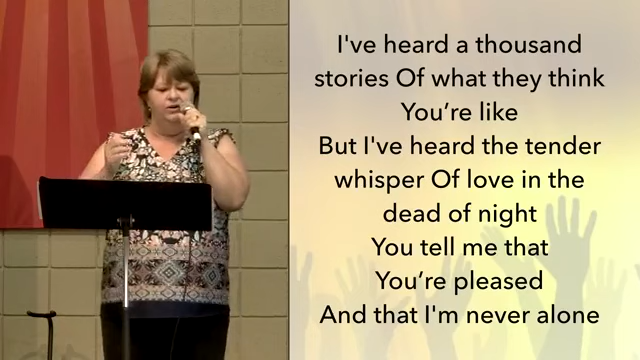 I've heard a thousand
stories Of what they think
You’re like
But I've heard the tender
whisper Of love in the
dead of night
You tell me that
You’re pleased
And that I'm never alone